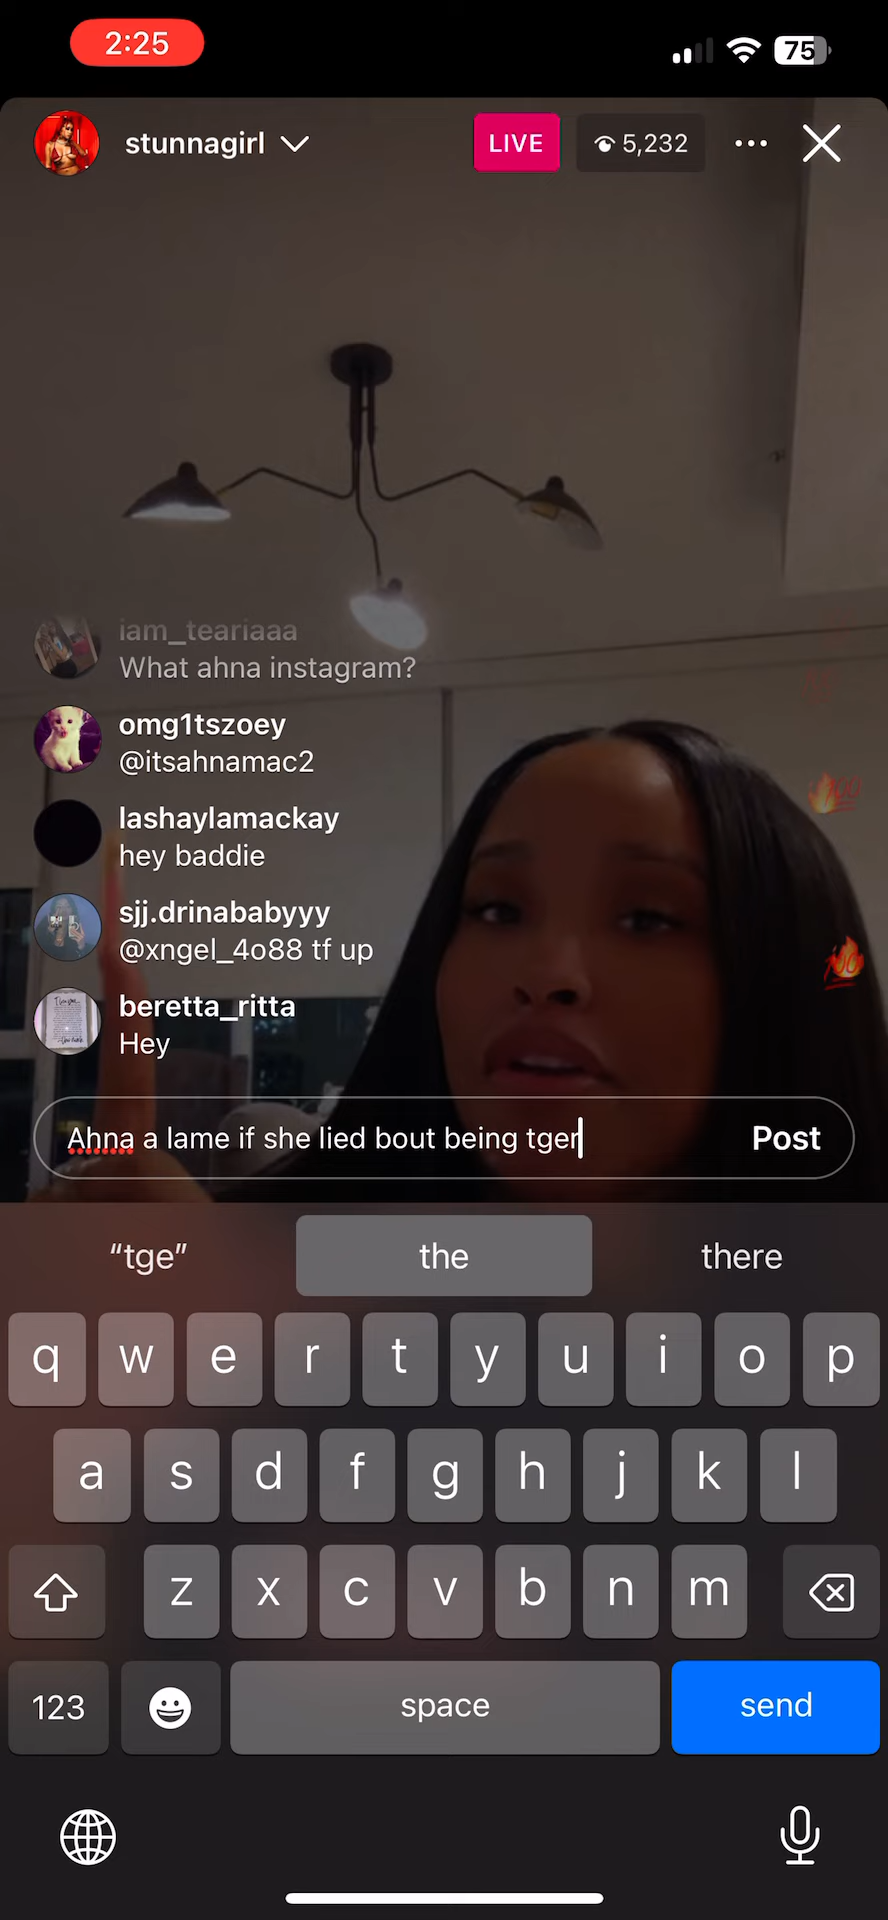 2:25
75
stunnagirl
LIVE
5,232
iam_teariaaa
What ahna instagram?
omg1tszoey
@itsahnamac2
lashaylamackay
hey baddie
sjj.drinababyyy
@xngel_4o88 tf up
beretta_ritta
Hey
Ahna a lame if she lied bout being tger
Post
“tge”
the
there
q w e r t y u i o p
a s d f g h j k l
z x c v b n m
123
space
send